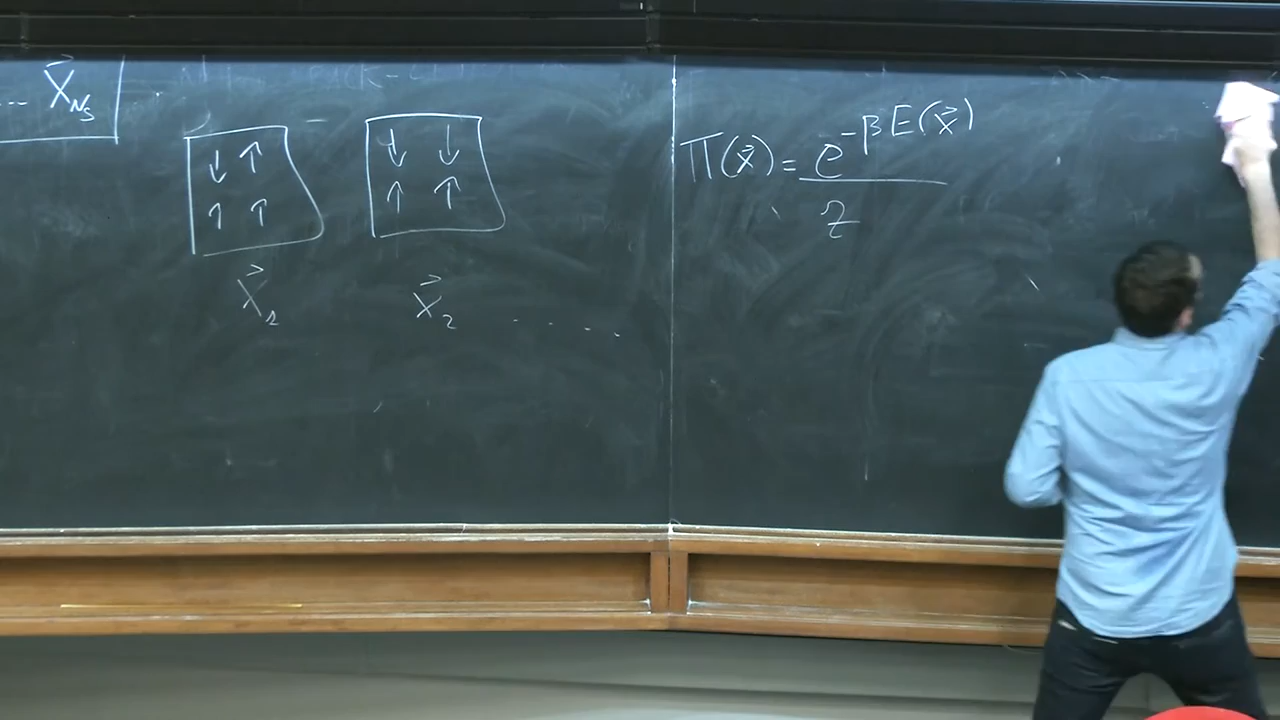 ... X⃗_{N_s}
↓ ↑
↑ ↑
X⃗_1
↓ ↓
↑ ↑
X⃗_2 ....
Π(x⃗) = e^{-βE(x⃗)} / Z